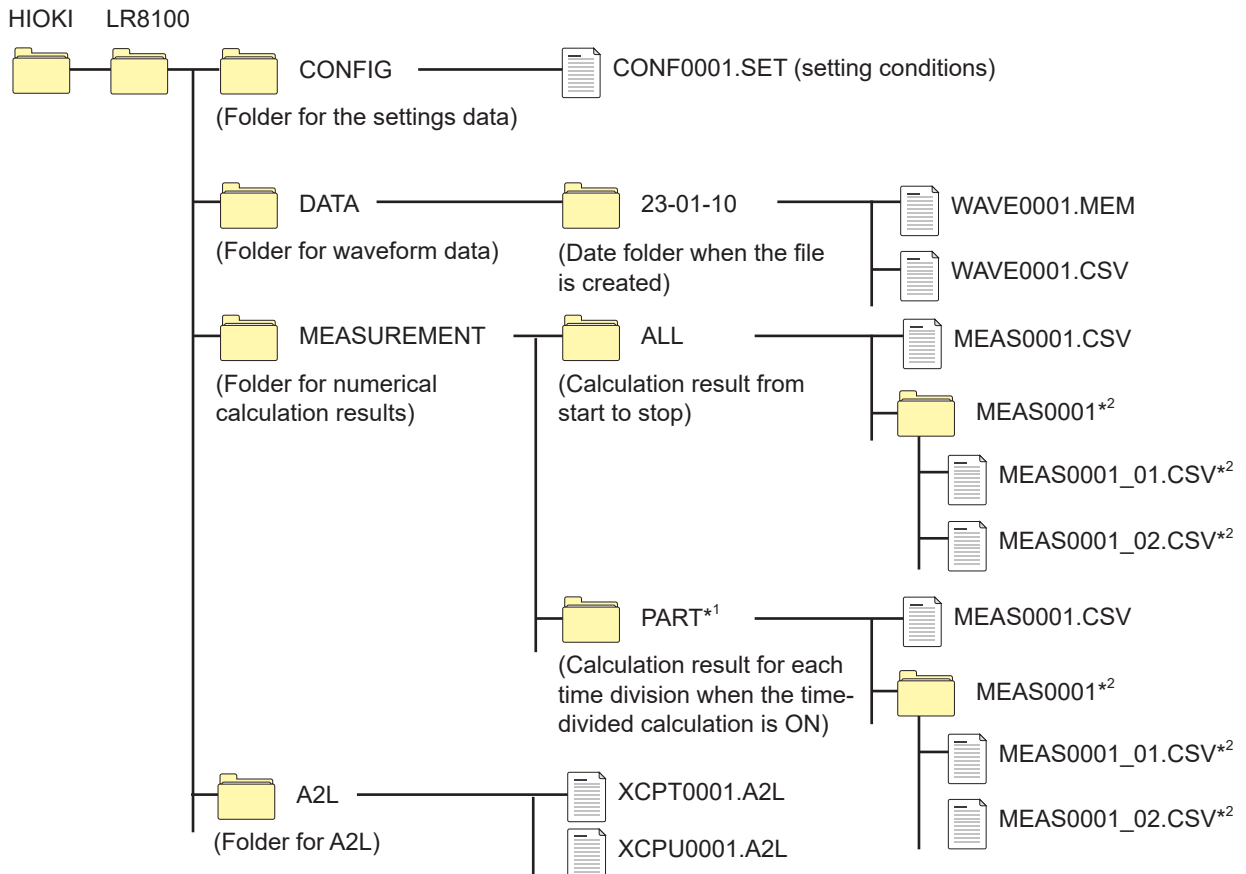 HIOKI LR8100
CONFIG
CONF0001.SET (setting conditions)
(Folder for the settings data)
DATA
23-01-10
WAVE0001.MEM
(Folder for waveform data)
(Date folder when the file
is created)
WAVE0001.CSV
MEASUREMENT
ALL
MEAS0001.CSV
(Folder for numerical
calculation results)
(Calculation result from
start to stop)
MEAS0001*2
MEAS0001_01.CSV*2
MEAS0001_02.CSV*2
PART*1
MEAS0001.CSV
(Calculation result for each
time division when the time-
divided calculation is ON)
MEAS0001*2
MEAS0001_01.CSV*2
MEAS0001_02.CSV*2
A2L
XCPT0001.A2L
(Folder for A2L)
XCPU0001.A2L